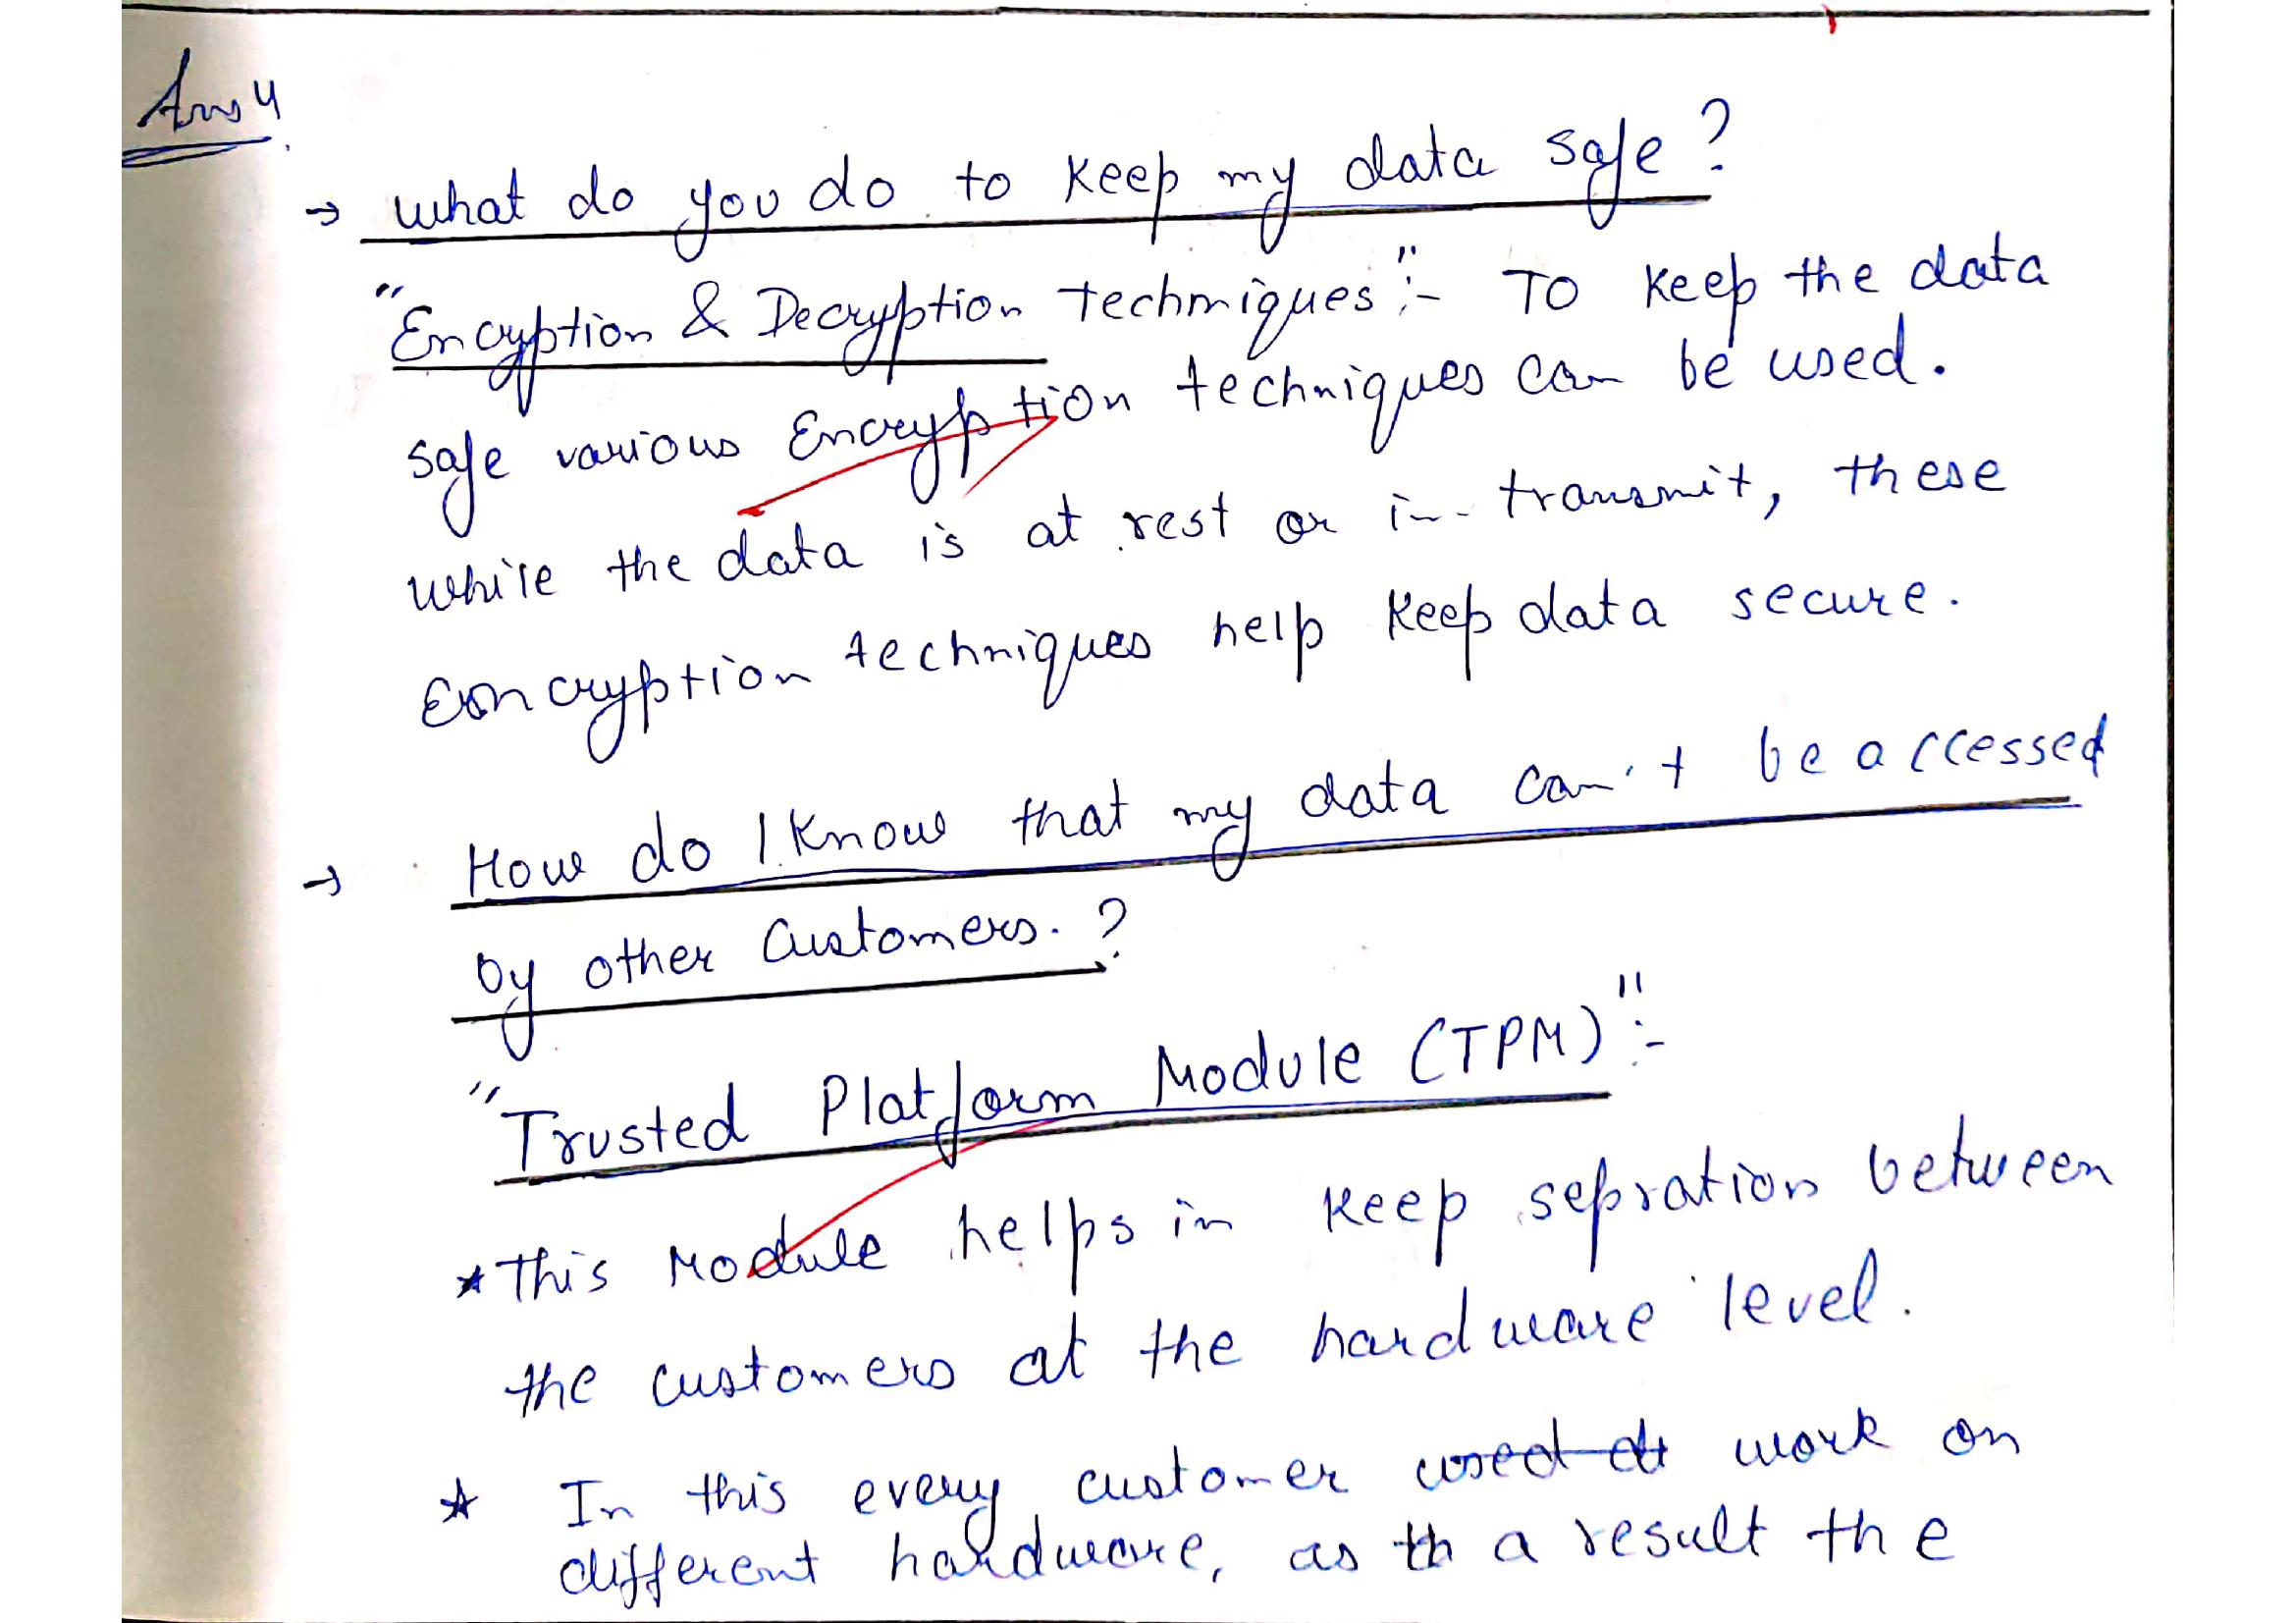 Ans 4
→ what do you do to keep my data safe?
"Encryption & Decryption Techniques":- To keep the data
safe various Encryption techniques can be used.
while the data is at rest or in transmit, these
Encryption techniques help keep data secure.
→ How do I know that my data can't be accessed
by other customers.?
"Trusted Platform Module (TPM)":-
* This Module helps in keep sepration between
the customers at the hardware level.
* In this every customer used at work on
different hardware, as th a result the